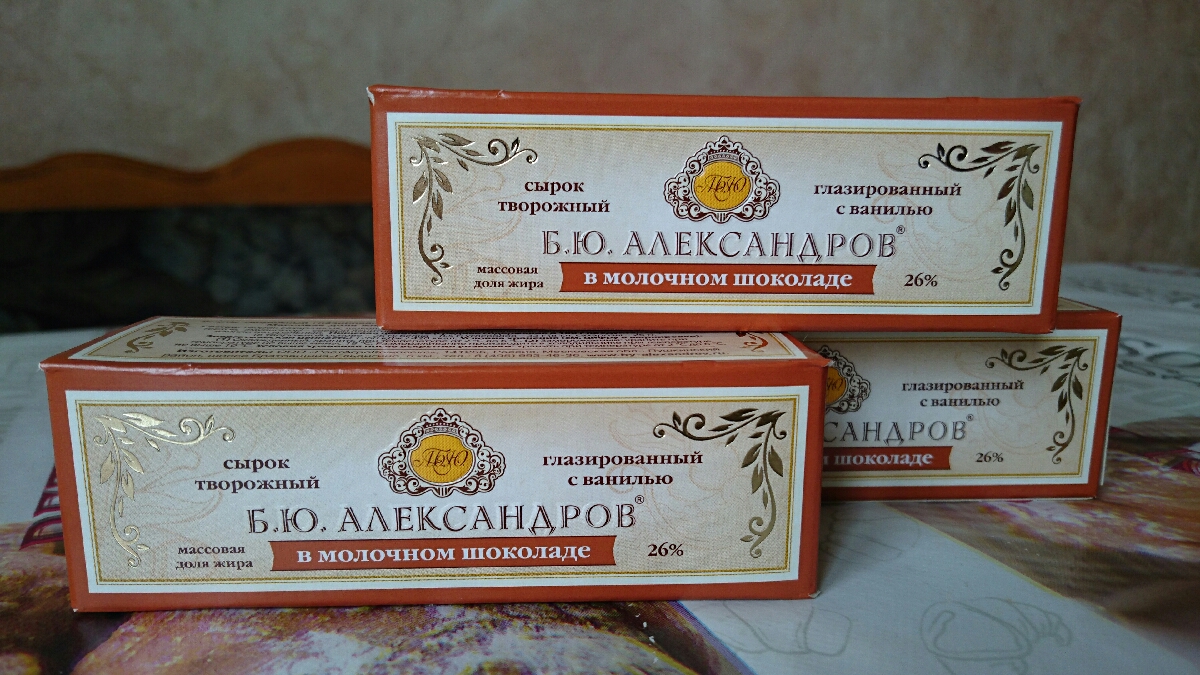 сырок
творожный
глазированный
с ванилью
Б.Ю. АЛЕКСАНДРОВ®
массовая
доля жира
в молочном шоколаде
26%
сырок
творожный
глазированный
с ванилью
Б.Ю. АЛЕКСАНДРОВ®
массовая
доля жира
в молочном шоколаде
26%
глазированный
с ванилью
САНДРОВ®
шоколаде
26%